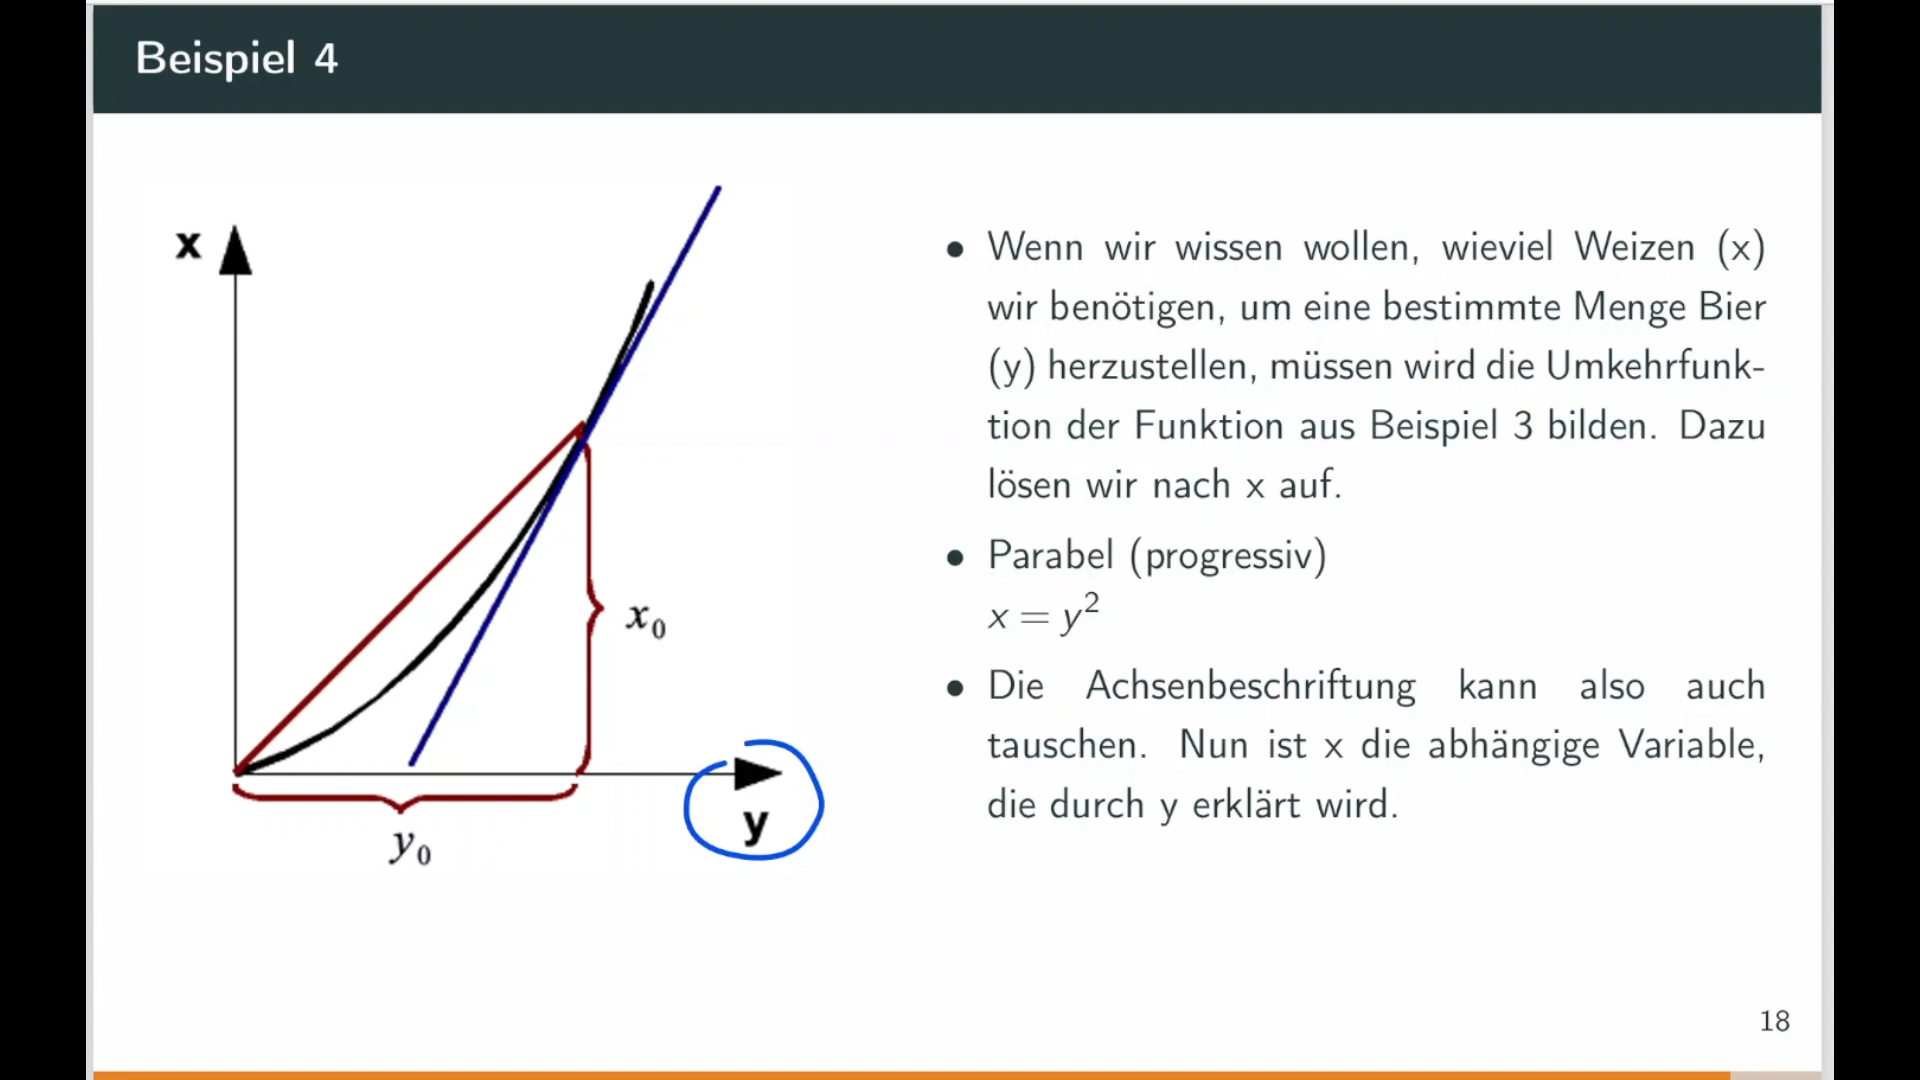 Beispiel 4
x
x₀
y₀
y
• Wenn wir wissen wollen, wieviel Weizen (x)
wir benötigen, um eine bestimmte Menge Bier
(y) herzustellen, müssen wird die Umkehrfunk-
tion der Funktion aus Beispiel 3 bilden. Dazu
lösen wir nach x auf.
• Parabel (progressiv)
x = y²
• Die Achsenbeschriftung kann also auch
tauschen. Nun ist x die abhängige Variable,
die durch y erklärt wird.
18